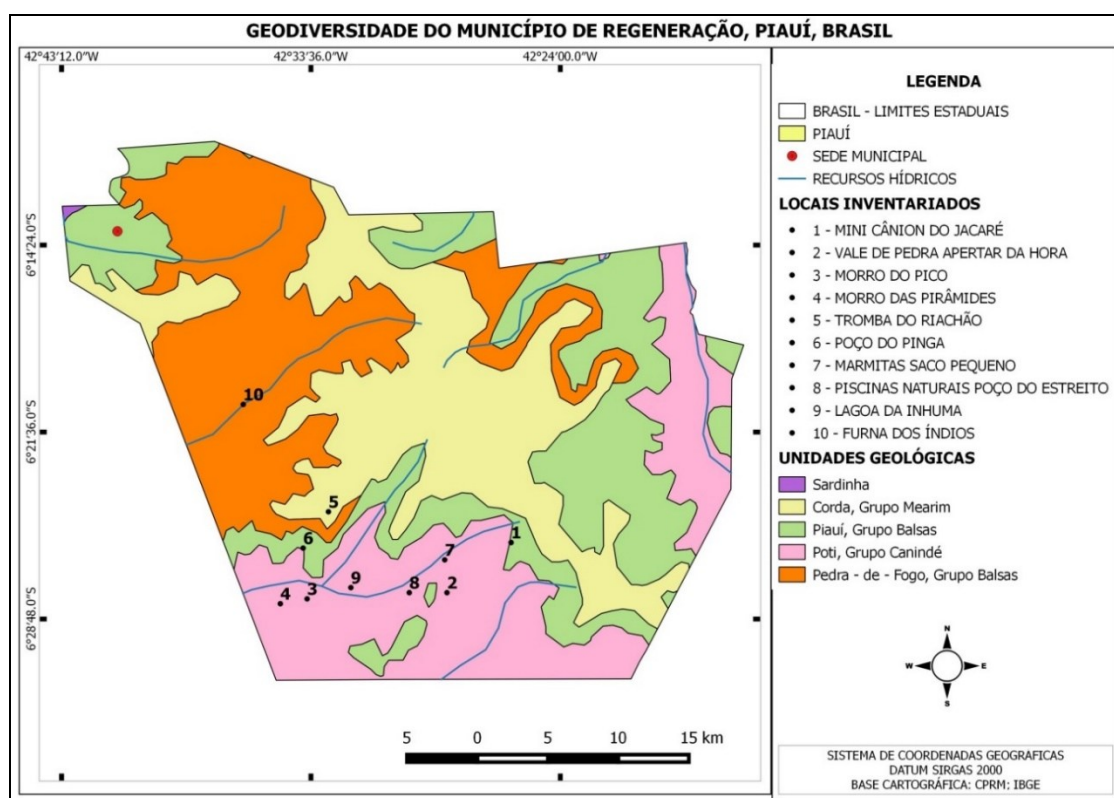 GEODIVERSIDADE DO MUNICÍPIO DE REGENERAÇÃO, PIAUÍ, BRASIL
42°43'12.0"W
42°33'36.0"W
42°24'00.0"W
6°14'24.0"S
6°21'36.0"S
6°28'48.0"S
10
5
6
1
7
9
8
2
3
4
5 0 5 10 15 km
LEGENDA
BRASIL - LIMITES ESTADUAIS
PIAUÍ
SEDE MUNICIPAL
RECURSOS HÍDRICOS
LOCAIS INVENTARIADOS
1 - MINI CÂNION DO JACARÉ
2 - VALE DE PEDRA APERTAR DA HORA
3 - MORRO DO PICO
4 - MORRO DAS PIRÂMIDES
5 - TROMBA DO RIACHÃO
6 - POÇO DO PINGA
7 - MARMITAS SACO PEQUENO
8 - PISCINAS NATURAIS POÇO DO ESTREITO
9 - LAGOA DA INHUMA
10 - FURNA DOS ÍNDIOS
UNIDADES GEOLÓGICAS
Sardinha
Corda, Grupo Mearim
Piauí, Grupo Balsas
Poti, Grupo Canindé
Pedra - de - Fogo, Grupo Balsas
N
W E
S
SISTEMA DE COORDENADAS GEOGRAFICAS
DATUM SIRGAS 2000
BASE CARTOGRÁFICA: CPRM; IBGE